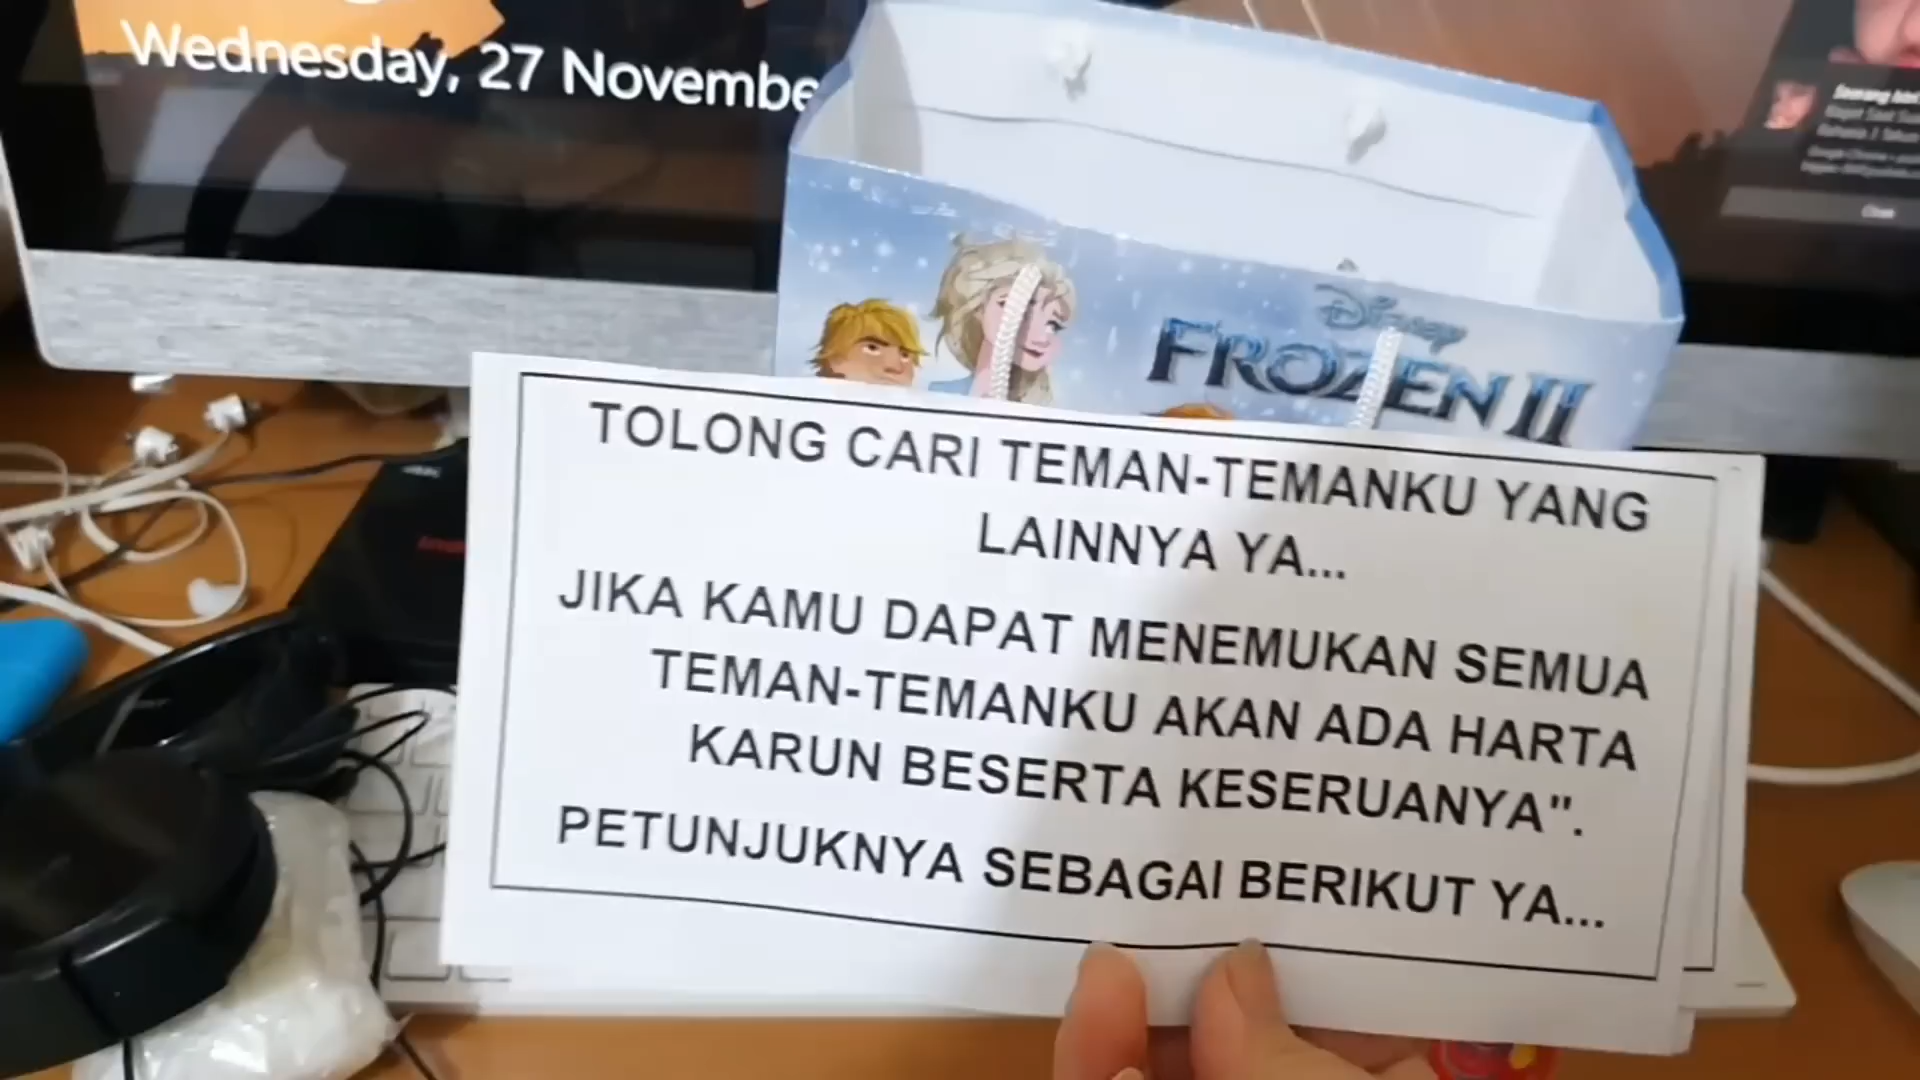 Wednesday, 27 Novembe
Disney
FROZEN II
TOLONG CARI TEMAN-TEMANKU YANG
LAINNYA YA...
JIKA KAMU DAPAT MENEMUKAN SEMUA
TEMAN-TEMANKU AKAN ADA HARTA
KARUN BESERTA KESERUANYA".
PETUNJUKNYA SEBAGAI BERIKUT YA...